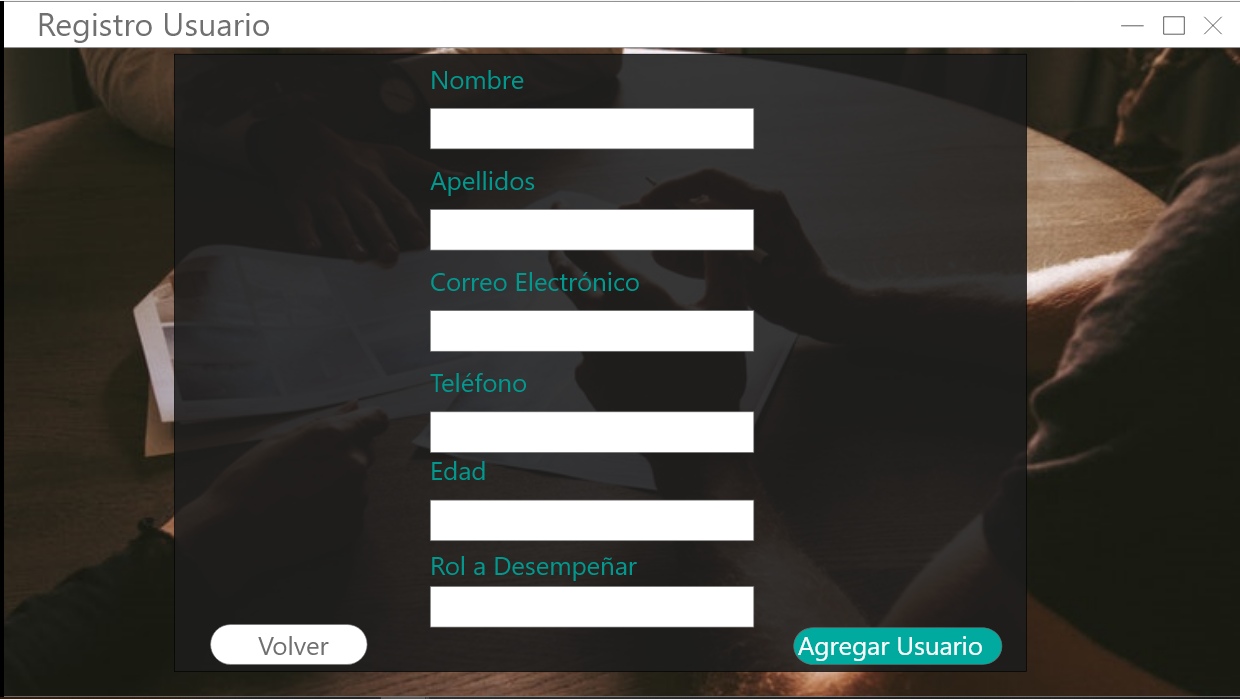 Registro Usuario
Nombre
Apellidos
Correo Electrónico
Teléfono
Edad
Rol a Desempeñar
Volver
Agregar Usuario